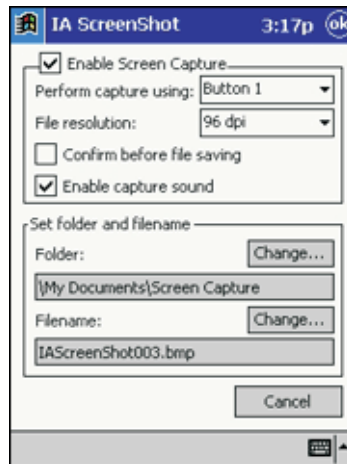 IA ScreenShot 3:17p ok
Enable Screen Capture
Perform capture using: Button 1
File resolution: 96 dpi
Confirm before file saving
Enable capture sound
Set folder and filename
Folder: Change...
\My Documents\Screen Capture
Filename: Change...
IAScreenShot003.bmp
Cancel